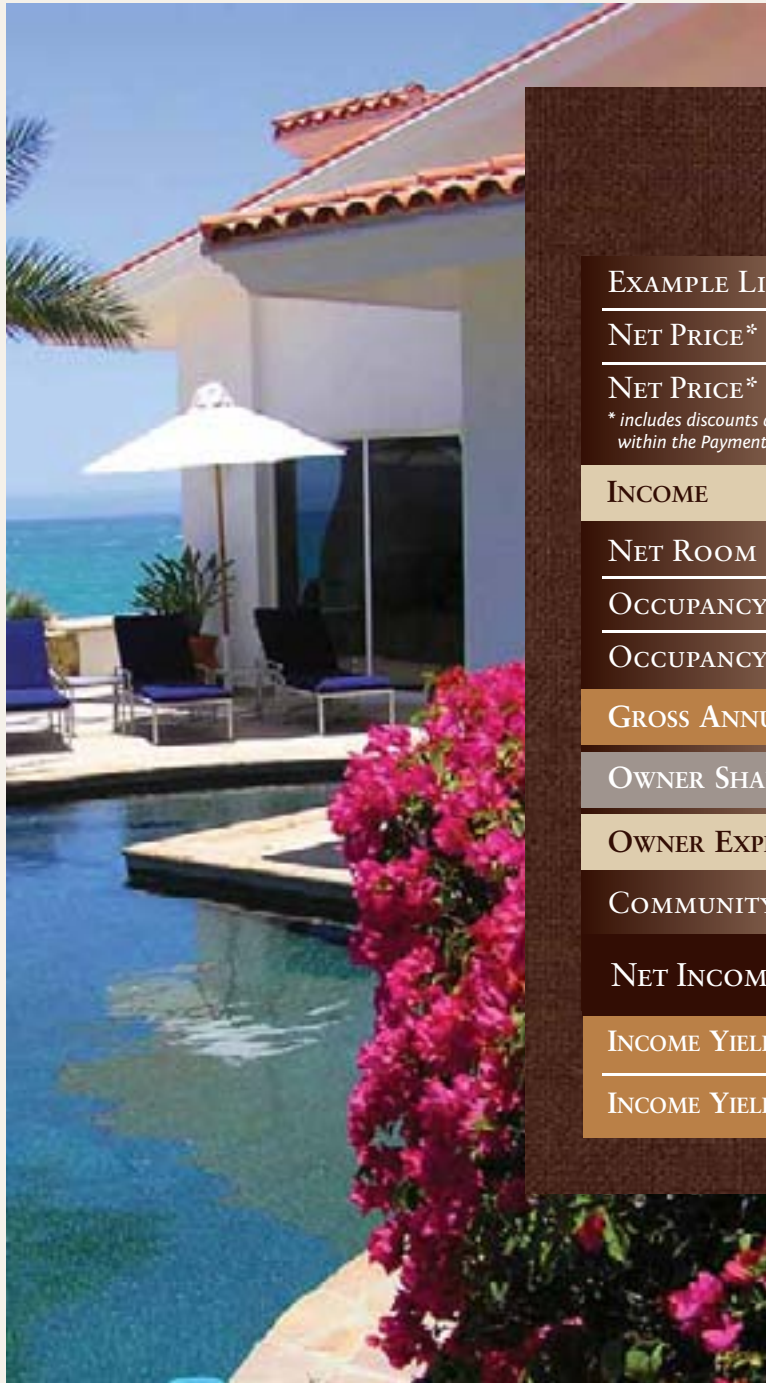 Example Li
Net Price*
Net Price*
* includes discounts
within the Payment
Income
Net Room
Occupancy
Occupancy
Gross Annu
Owner Sha
Owner Exp
Community
Net Incom
Income Yiel
Income Yiel